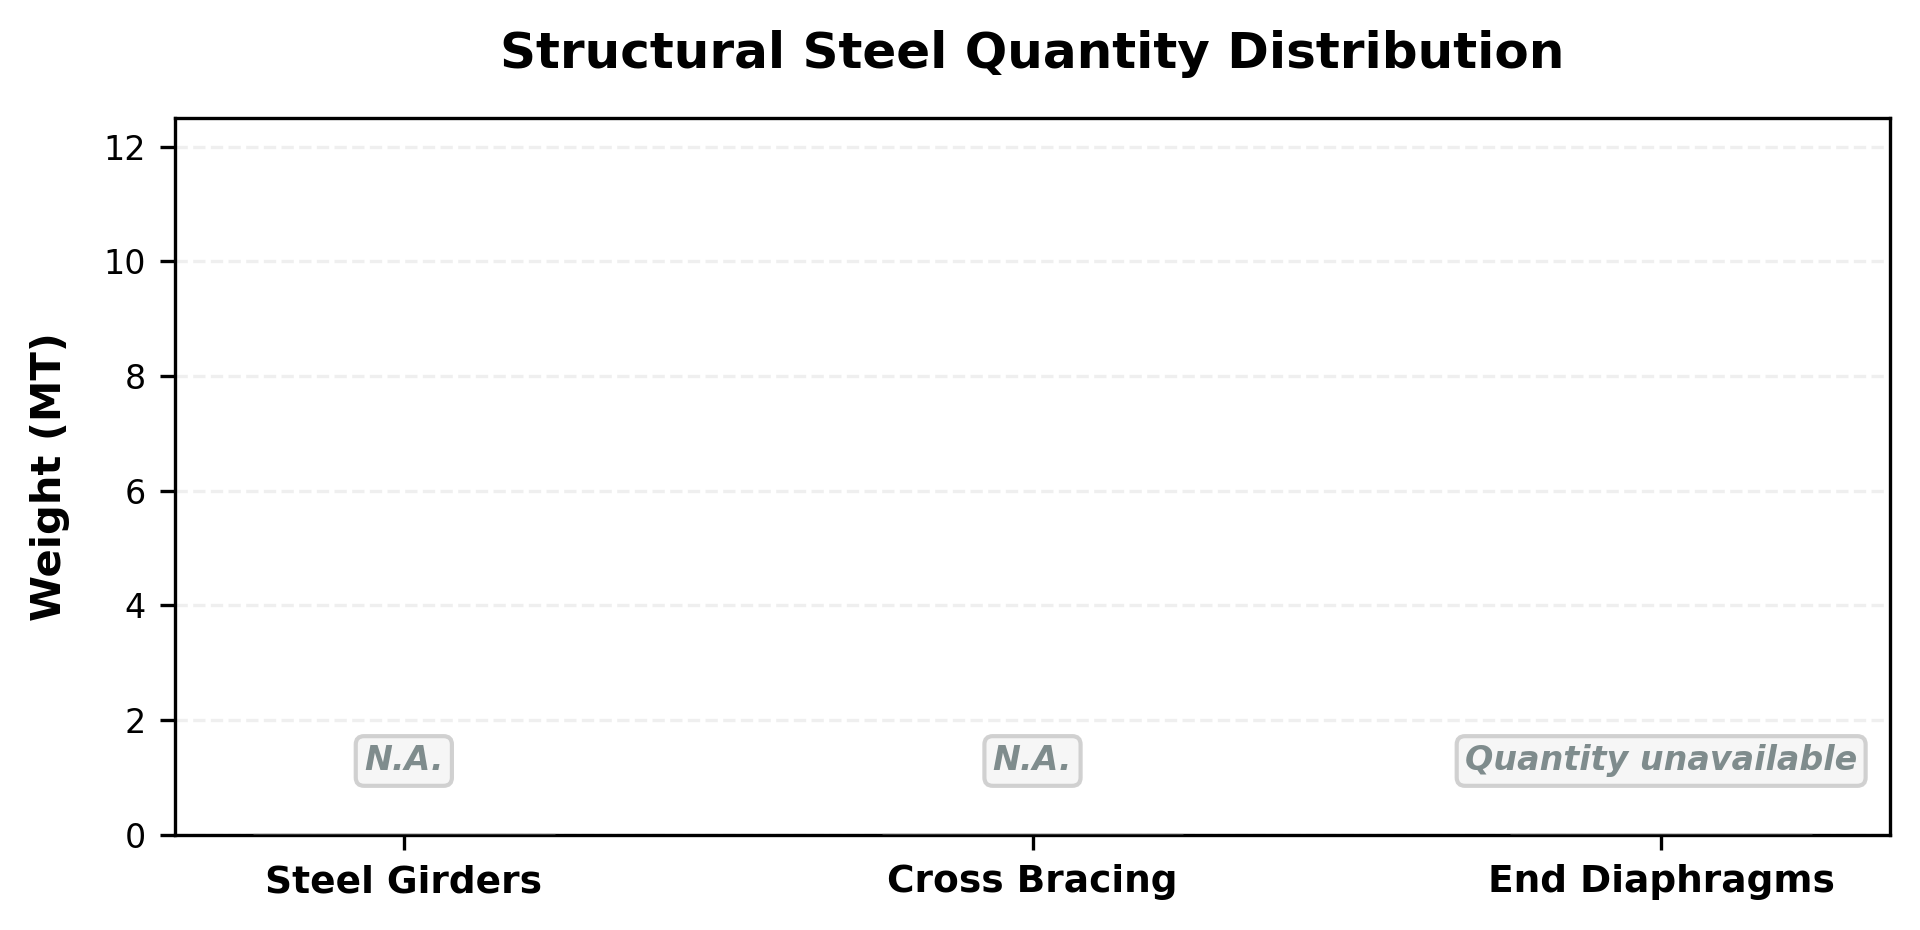 Structural Steel Quantity Distribution
Weight (MT)
12
10
8
6
4
2
0
N.A.
N.A.
Quantity unavailable
Steel Girders
Cross Bracing
End Diaphragms